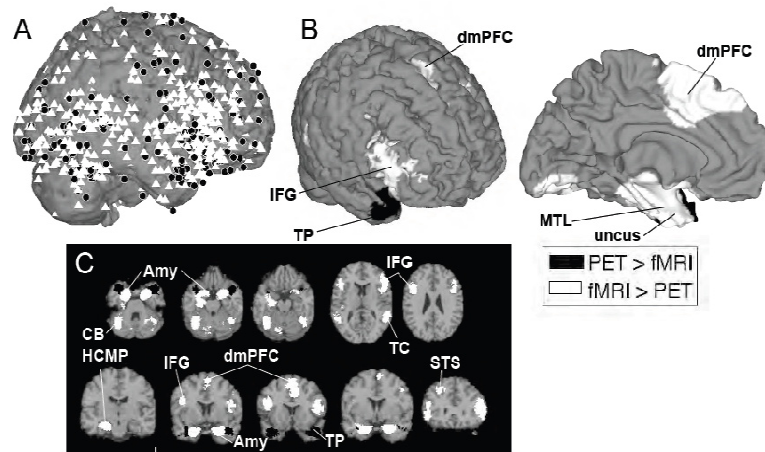 A
B
dmPFC
dmPFC
IFG
TP
MTL
uncus
PET > fMRI
fMRI > PET
C
Amy
IFG
CB
TC
HCMP
IFG
dmPFC
STS
Amy
TP